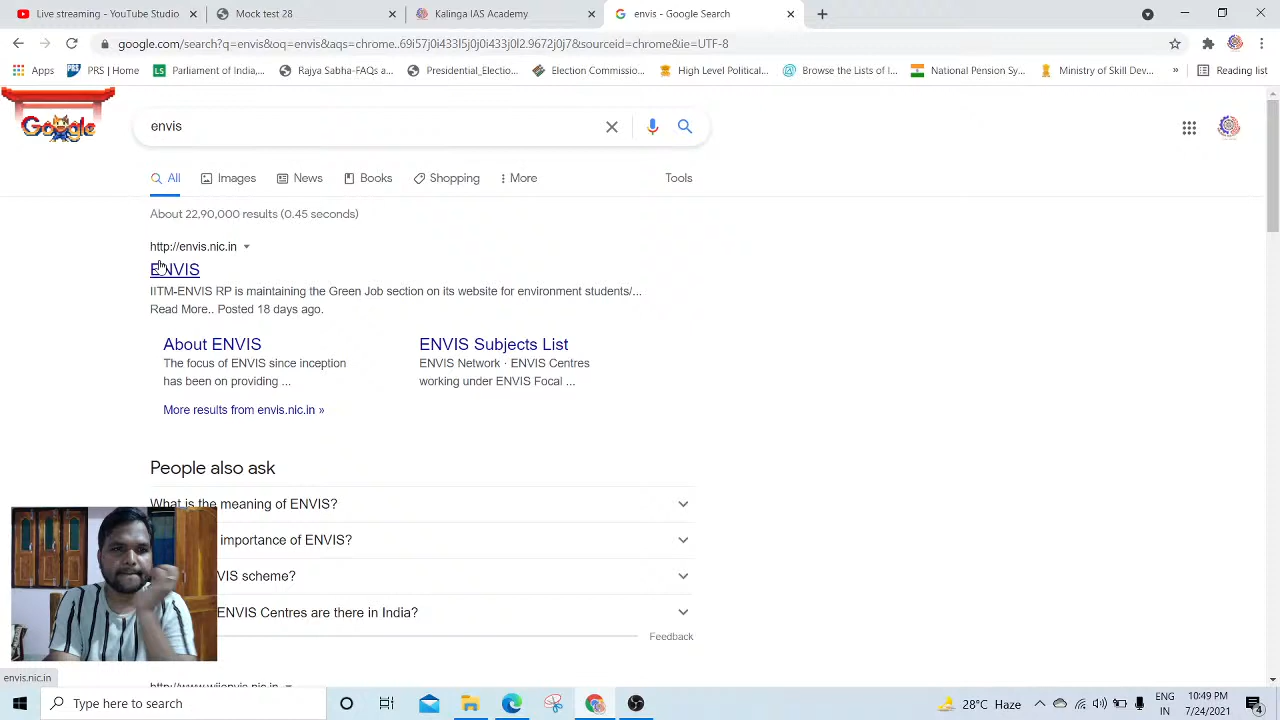 Live streaming - YouTube Studio
Mock test 28
Kalinga IAS Academy
envis - Google Search
google.com/search?q=envis&oq=envis&aqs=chrome..69i57j0i433l5j0j0i433j0l2.9672j0j7&sourceid=chrome&ie=UTF-8
Apps
PRS | Home
Parliament of India,...
Rajya Sabha-FAQs ...
Presidential_Electio...
Election Commissio...
High Level Political...
Browse the Lists of I...
National Pension Sy...
Ministry of Skill Dev...
»
Reading list
Google
envis
All
Images
News
Books
Shopping
More
Tools
About 22,90,000 results (0.45 seconds)
http://envis.nic.in
ENVIS
IITM-ENVIS RP is maintaining the Green Job section on its website for environment students/...
Read More.. Posted 18 days ago.
About ENVIS
ENVIS Subjects List
The focus of ENVIS since inception
has been on providing ...
ENVIS Network · ENVIS Centres
working under ENVIS Focal ...
More results from envis.nic.in »
People also ask
What is the meaning of ENVIS?
importance of ENVIS?
VIS scheme?
ENVIS Centres are there in India?
Feedback
envis.nic.in
Type here to search
28°C Haze
ENG
IN
10:49 PM
7/24/2021
4